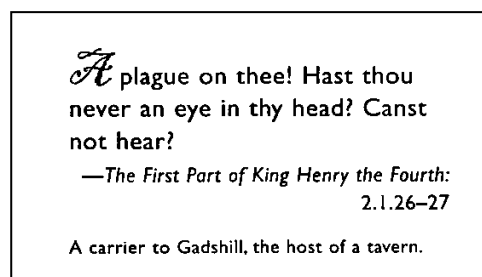 A plague on thee! Hast thou
never an eye in thy head? Canst
not hear?
—The First Part of King Henry the Fourth:
2.1.26–27
A carrier to Gadshill, the host of a tavern.